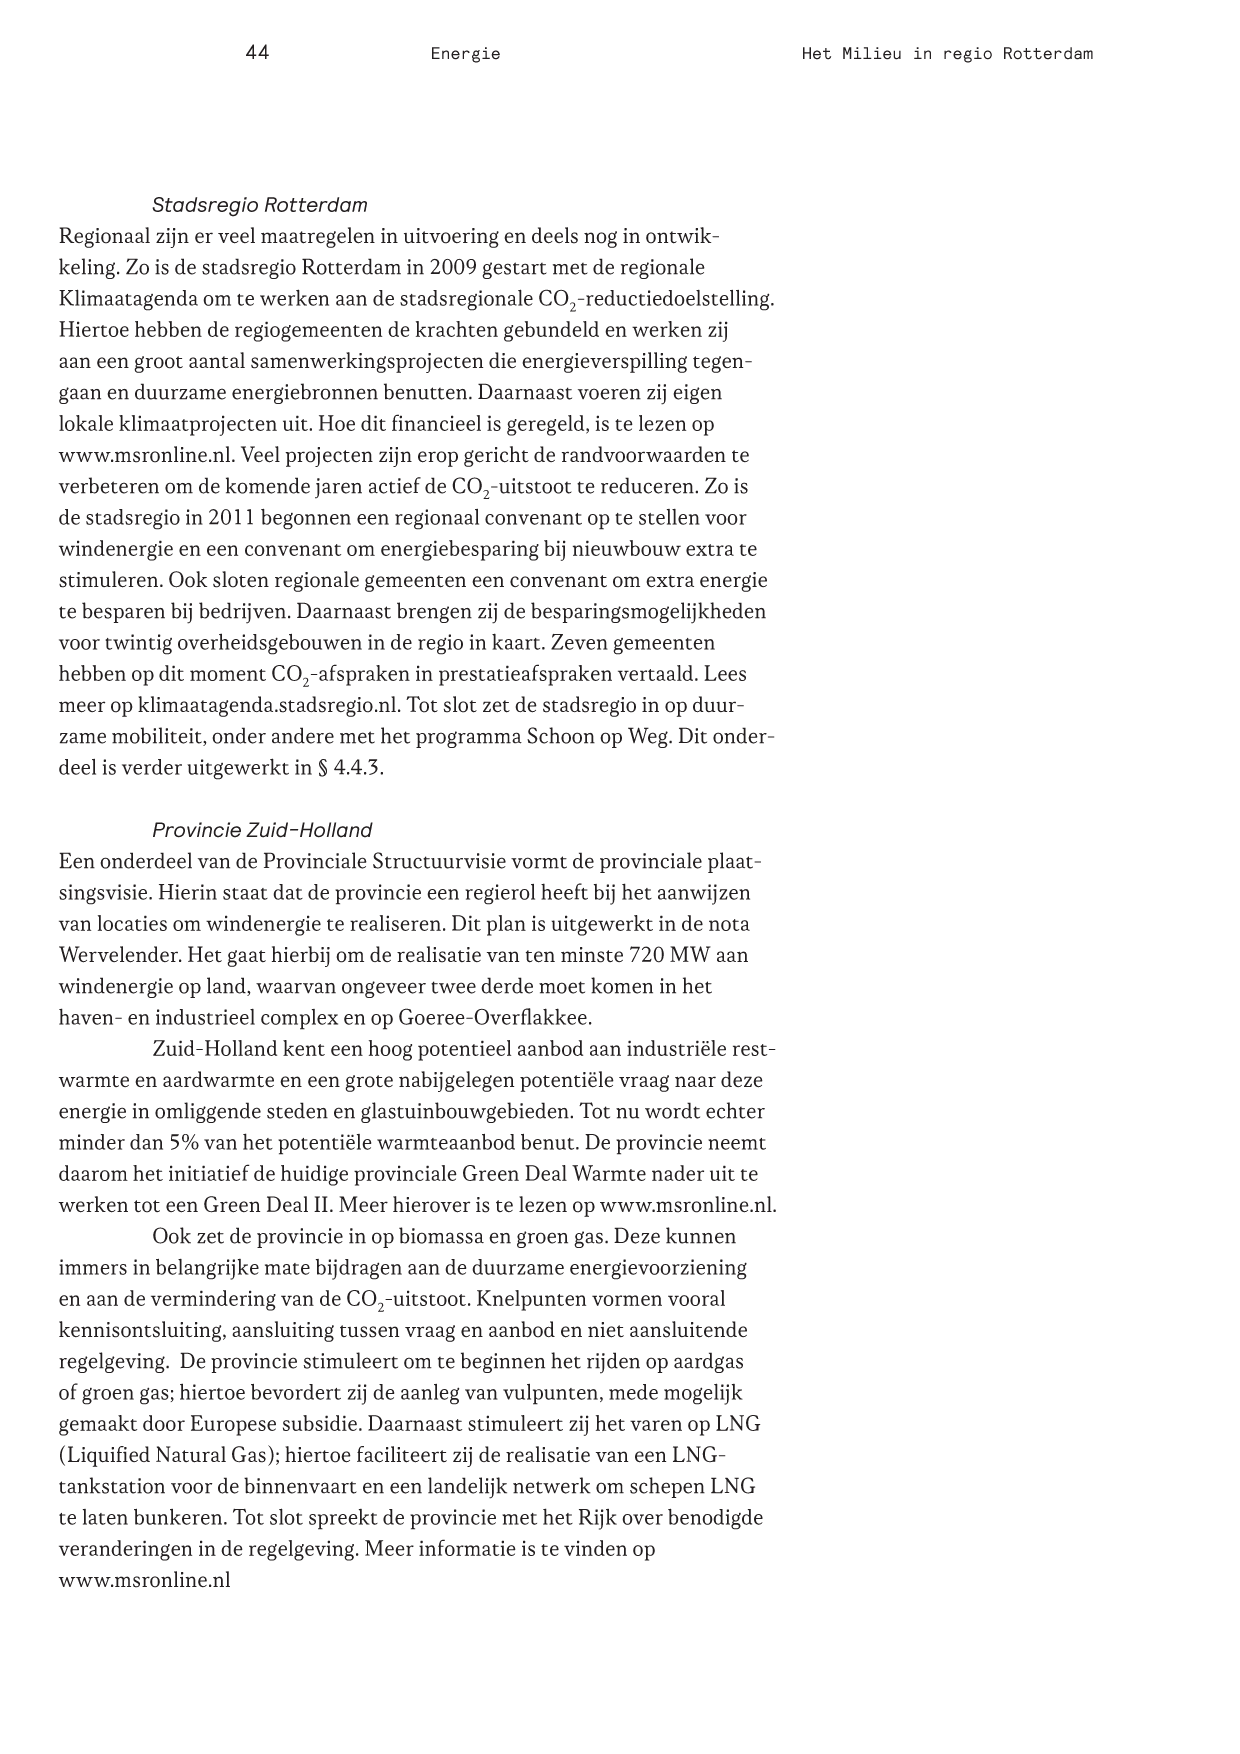 44 Energie Het Milieu in regio Rotterdam
Stadsregio Rotterdam
Regionaal zijn er veel maatregelen in uitvoering en deels nog in ontwik-
keling. Zo is de stadsregio Rotterdam in 2009 gestart met de regionale
Klimaatagenda om te werken aan de stadsregionale CO₂-reductiedoelstelling.
Hiertoe hebben de regiogemeenten de krachten gebundeld en werken zij
aan een groot aantal samenwerkingsprojecten die energieverspilling tegen-
gaan en duurzame energiebronnen benutten. Daarnaast voeren zij eigen
lokale klimaatprojecten uit. Hoe dit financieel is geregeld, is te lezen op
www.msronline.nl. Veel projecten zijn erop gericht de randvoorwaarden te
verbeteren om de komende jaren actief de CO₂-uitstoot te reduceren. Zo is
de stadsregio in 2011 begonnen een regionaal convenant op te stellen voor
windenergie en een convenant om energiebesparing bij nieuwbouw extra te
stimuleren. Ook sloten regionale gemeenten een convenant om extra energie
te besparen bij bedrijven. Daarnaast brengen zij de besparingsmogelijkheden
voor twintig overheidsgebouwen in de regio in kaart. Zeven gemeenten
hebben op dit moment CO₂-afspraken in prestatieafspraken vertaald. Lees
meer op klimaatagenda.stadsregio.nl. Tot slot zet de stadsregio in op duur-
zame mobiliteit, onder andere met het programma Schoon op Weg. Dit onder-
deel is verder uitgewerkt in § 4.4.3.
Provincie Zuid-Holland
Een onderdeel van de Provinciale Structuurvisie vormt de provinciale plaat-
singsvisie. Hierin staat dat de provincie een regierol heeft bij het aanwijzen
van locaties om windenergie te realiseren. Dit plan is uitgewerkt in de nota
Wervelender. Het gaat hierbij om de realisatie van ten minste 720 MW aan
windenergie op land, waarvan ongeveer twee derde moet komen in het
haven- en industrieel complex en op Goeree-Overflakkee.
Zuid-Holland kent een hoog potentieel aanbod aan industriële rest-
warmte en aardwarmte en een grote nabijgelegen potentiële vraag naar deze
energie in omliggende steden en glastuinbouwgebieden. Tot nu wordt echter
minder dan 5% van het potentiële warmteaanbod benut. De provincie neemt
daarom het initiatief de huidige provinciale Green Deal Warmte nader uit te
werken tot een Green Deal II. Meer hierover is te lezen op www.msronline.nl.
Ook zet de provincie in op biomassa en groen gas. Deze kunnen
immers in belangrijke mate bijdragen aan de duurzame energievoorziening
en aan de vermindering van de CO₂-uitstoot. Knelpunten vormen vooral
kennisontsluiting, aansluiting tussen vraag en aanbod en niet aansluitende
regelgeving.  De provincie stimuleert om te beginnen het rijden op aardgas
of groen gas; hiertoe bevordert zij de aanleg van vulpunten, mede mogelijk
gemaakt door Europese subsidie. Daarnaast stimuleert zij het varen op LNG
(Liquified Natural Gas); hiertoe faciliteert zij de realisatie van een LNG-
tankstation voor de binnenvaart en een landelijk netwerk om schepen LNG
te laten bunkeren. Tot slot spreekt de provincie met het Rijk over benodigde
veranderingen in de regelgeving. Meer informatie is te vinden op
www.msronline.nl